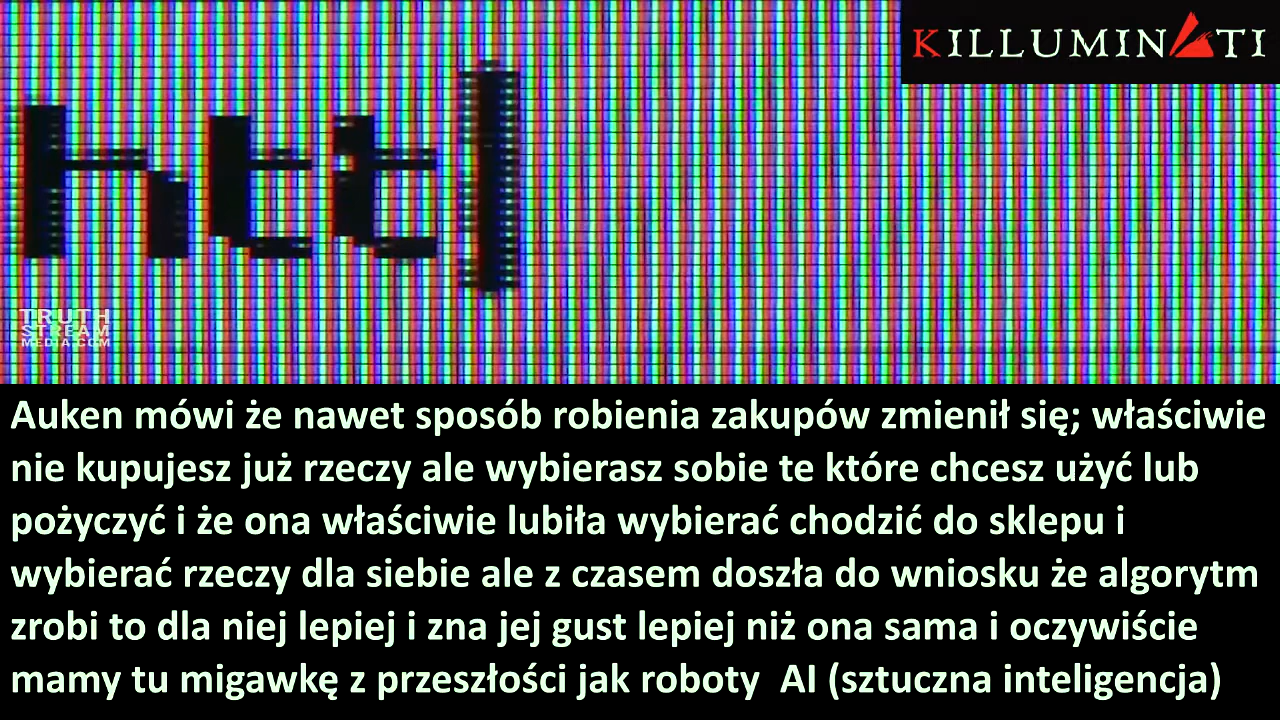 KILLUMINATI
htt
TRUTH
STREAM
MEDIA.COM
Auken mówi że nawet sposób robienia zakupów zmienił się; właściwie
nie kupujesz już rzeczy ale wybierasz sobie te które chcesz użyć lub
pożyczyć i że ona właściwie lubiła wybierać chodzić do sklepu i
wybierać rzeczy dla siebie ale z czasem doszła do wniosku że algorytm
zrobi to dla niej lepiej i zna jej gust lepiej niż ona sama i oczywiście
mamy tu migawkę z przeszłości jak roboty  AI (sztuczna inteligencja)